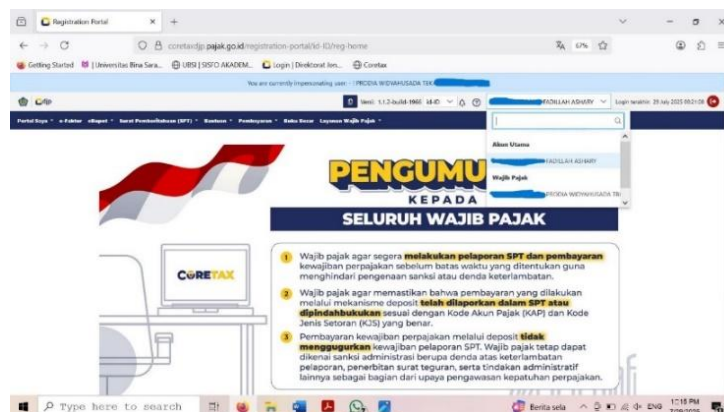 Registration Portal
coretaxdjp.pajak.go.id/registration-portal/id-ID/reg-home
67%
Getting Started
Universitas Bina Sara...
UBSI | SISFO AKADEM...
Login | Direktorat Jen...
Coretax
You are currently impersonating user: PRODIA WIDYAHUSADA TBK
Versi: 1.1.2-build-1966
id-ID
FADILLAH ASHARY
Login terakhir: 29 July 2025
Portal Saya
e-Faktur
eBupot
Surat Pemberitahuan (SPT)
Bantuan
Pembayaran
Buku Besar
Layanan Wajib Pajak
Akun Utama
FADILLAH ASHARY
Wajib Pajak
PRODIA WIDYAHUSADA TBK
PENGUMU
KEPADA
SELURUH WAJIB PAJAK
CORETAX
1 Wajib pajak agar segera melakukan pelaporan SPT dan pembayaran
kewajiban perpajakan sebelum batas waktu yang ditentukan guna
menghindari pengenaan sanksi atau denda keterlambatan.
2 Wajib pajak agar memastikan bahwa pembayaran yang dilakukan
melalui mekanisme deposit telah dilaporkan dalam SPT atau
dipindahbukukan sesuai dengan Kode Akun Pajak (KAP) dan Kode
Jenis Setoran (KJS) yang benar.
3 Pembayaran kewajiban perpajakan melalui deposit tidak
menggugurkan kewajiban pelaporan SPT. Wajib pajak tetap dapat
dikenai sanksi administrasi berupa denda atas keterlambatan
pelaporan, penerbitan surat teguran, serta tindakan administratif
lainnya sebagai bagian dari upaya pengawasan kepatuhan perpajakan.
Type here to search
Berita sela
ENG
1:18 PM
7/29/2025